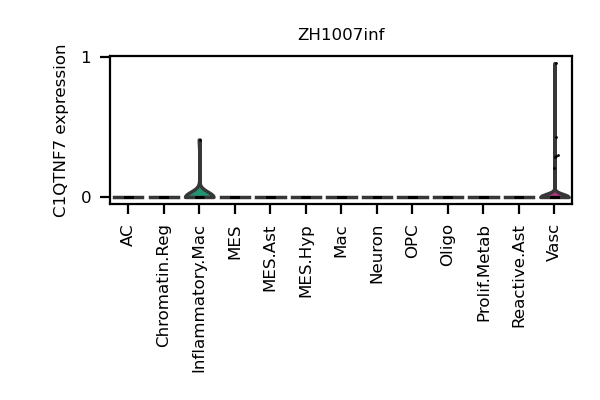 ZH1007inf
C1QTNF7 expression
1
0
AC
Chromatin.Reg
Inflammatory.Mac
MES
MES.Ast
MES.Hyp
Mac
Neuron
OPC
Oligo
Prolif.Metab
Reactive.Ast
Vasc